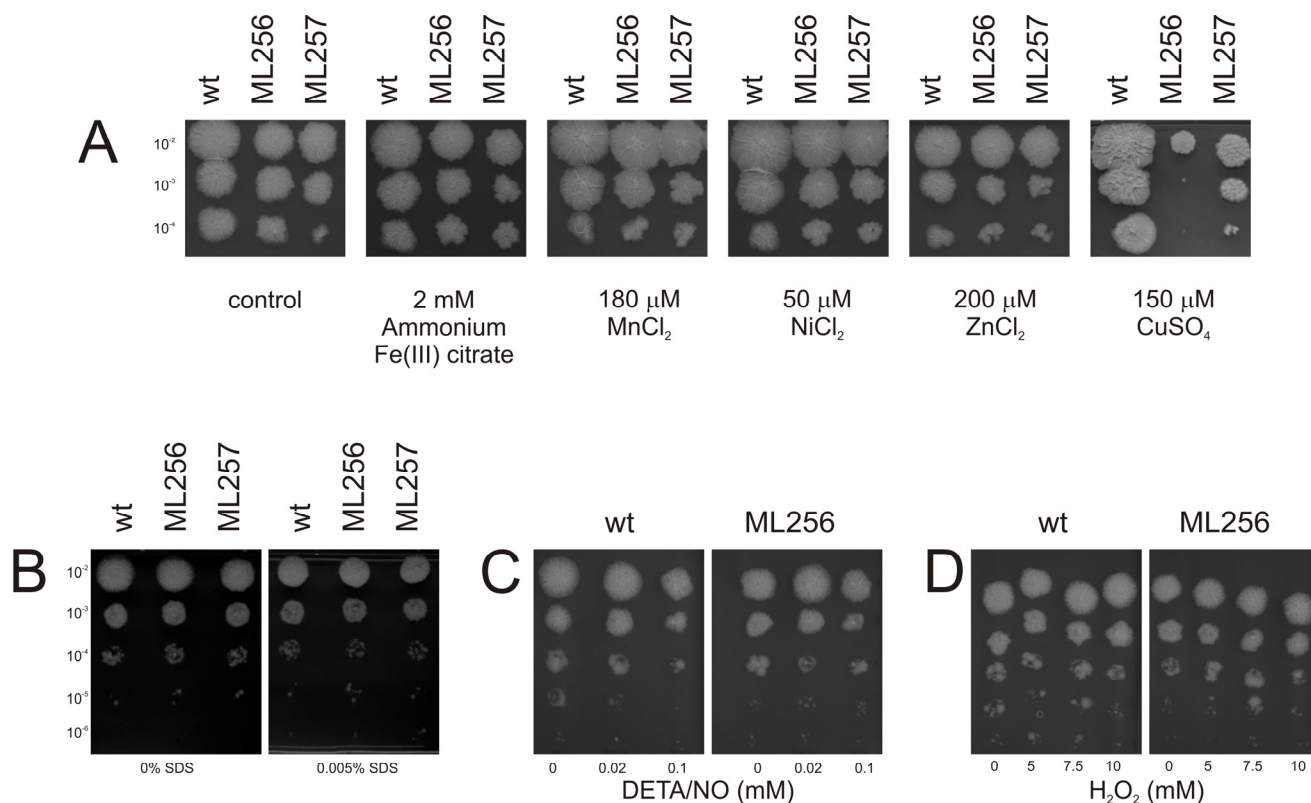 wt ML256 ML257 wt ML256 ML257 wt ML256 ML257 wt ML256 ML257 wt ML256 ML257 wt ML256 ML257
A
10⁻²
10⁻³
10⁻⁴
control
2 mM
Ammonium
Fe(III) citrate
180 μM
MnCl₂
50 μM
NiCl₂
200 μM
ZnCl₂
150 μM
CuSO₄
wt ML256 ML257 wt ML256 ML257
B
10⁻²
10⁻³
10⁻⁴
10⁻⁵
10⁻⁶
0% SDS 0.005% SDS
wt ML256
C
0 0.02 0.1 0 0.02 0.1
DETA/NO (mM)
wt ML256
D
0 5 7.5 10 0 5 7.5 10
H₂O₂ (mM)